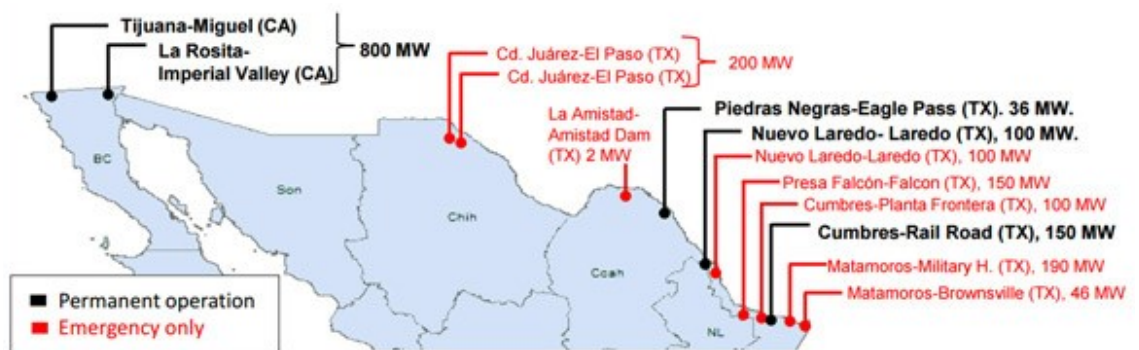 Tijuana-Miguel (CA)
La Rosita-
Imperial Valley (CA)
800 MW
Cd. Juárez-El Paso (TX)
Cd. Juárez-El Paso (TX)
200 MW
La Amistad-
Amistad Dam
(TX) 2 MW
Piedras Negras-Eagle Pass (TX). 36 MW.
Nuevo Laredo- Laredo (TX), 100 MW.
Nuevo Laredo-Laredo (TX), 100 MW
Presa Falcón-Falcon (TX), 150 MW
Cumbres-Planta Frontera (TX), 100 MW
Cumbres-Rail Road (TX), 150 MW
Matamoros-Military H. (TX), 190 MW
Matamoros-Brownsville (TX), 46 MW
BC
Son
Chih
Coah
NL
Permanent operation
Emergency only